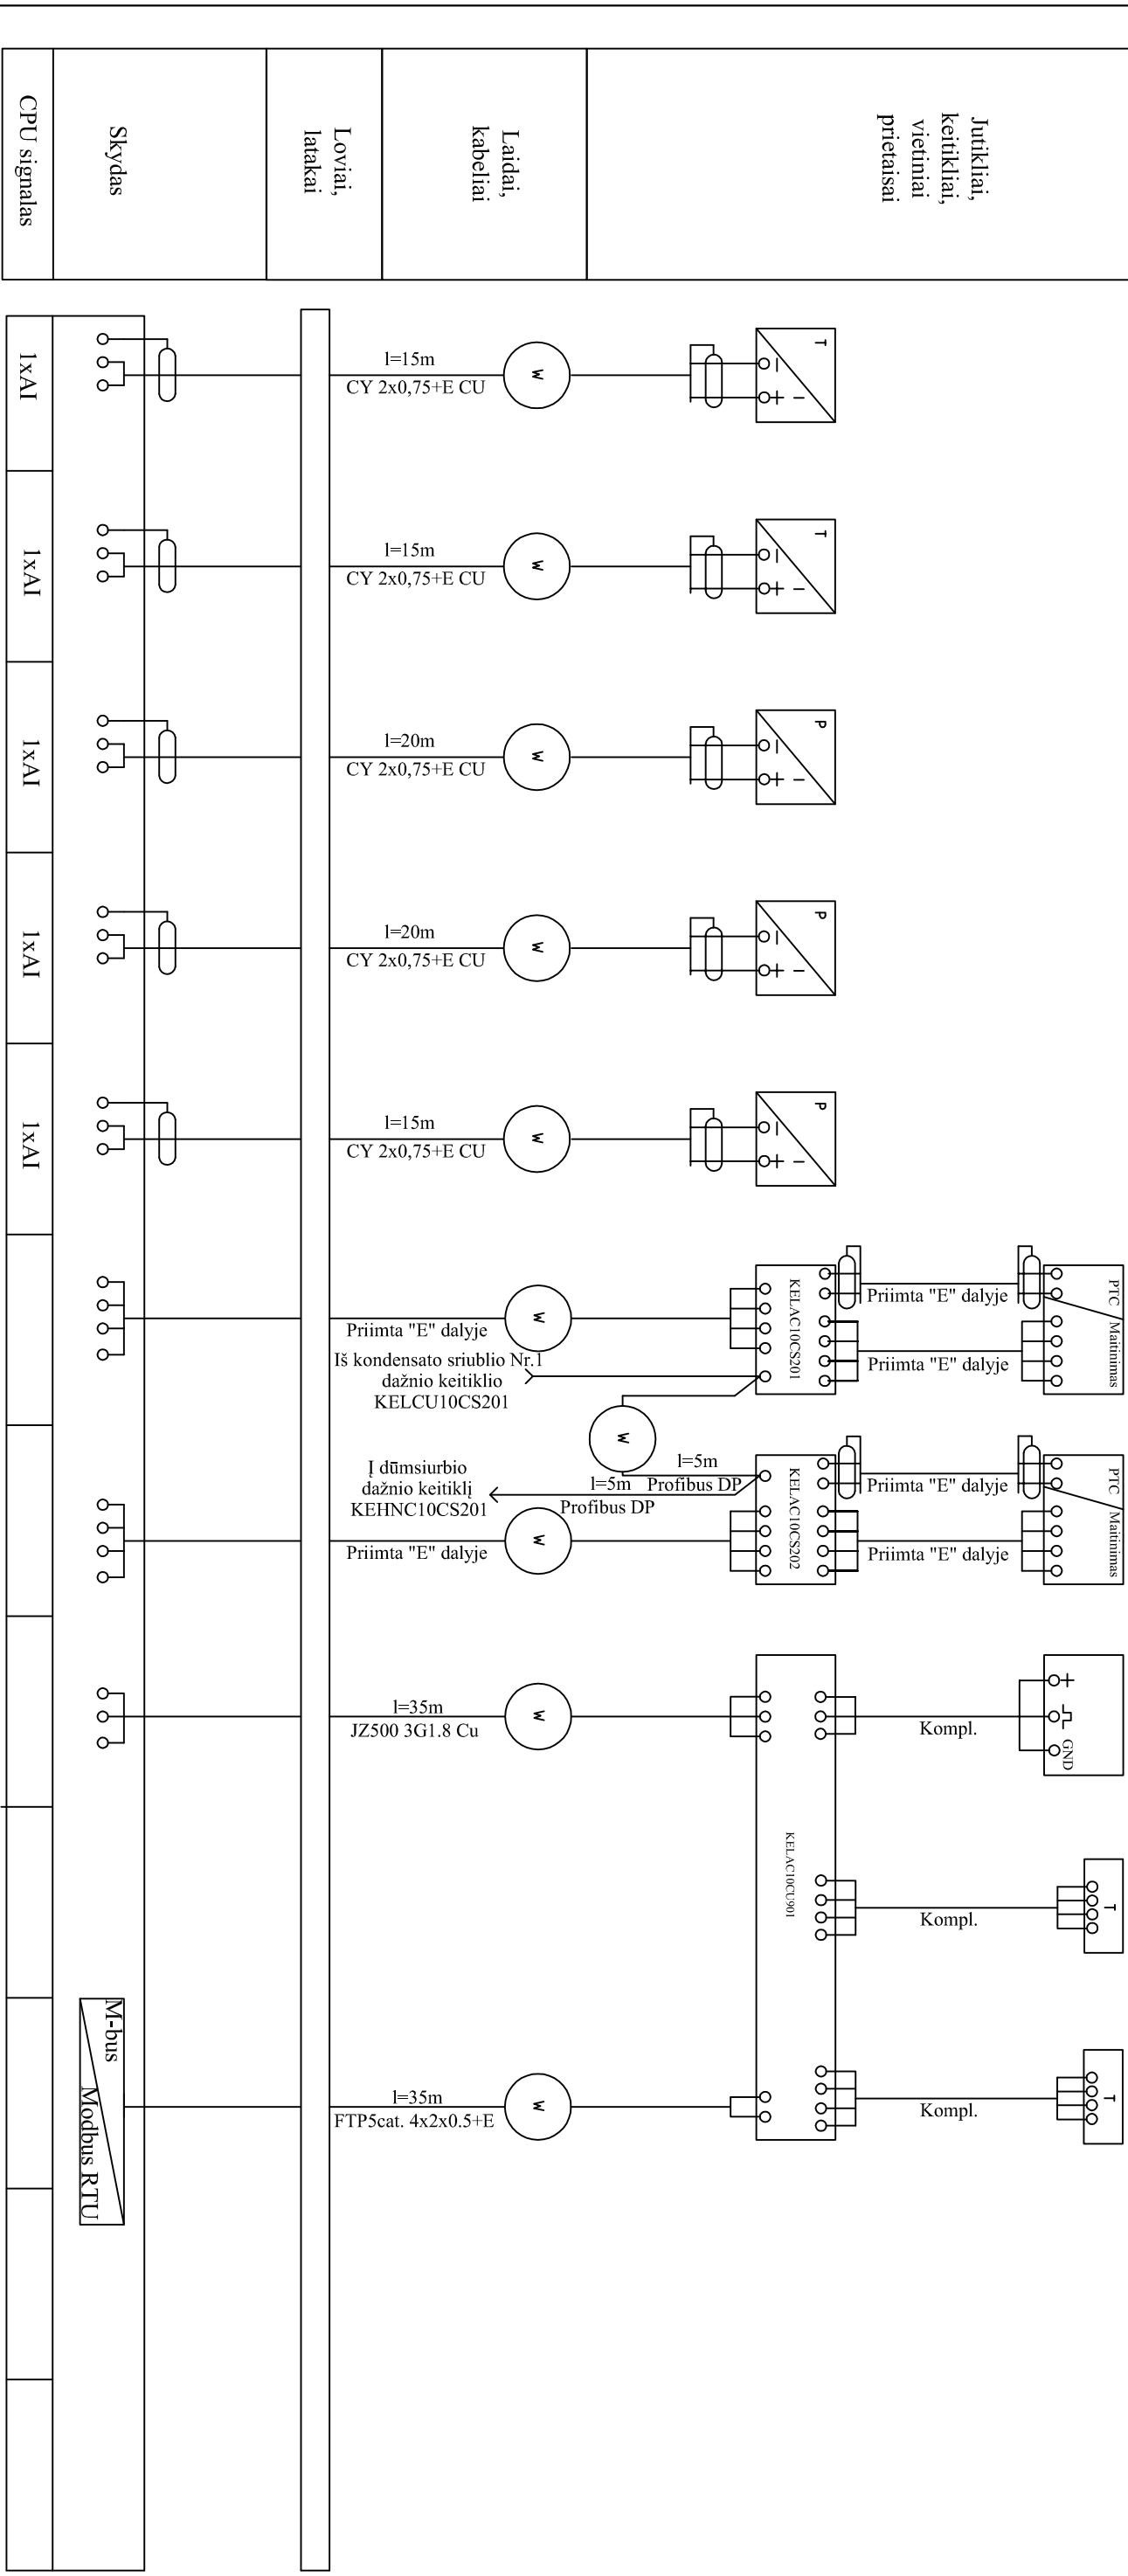 CPU signalas
Skydas
Loviai,
latakai
Laidai,
kabeliai
Jutikliai,
keitikliai,
vietiniai
prietaisai
1xAI
l=15m
CY 2x0,75+E CU
W
T
1xAI
l=15m
CY 2x0,75+E CU
W
T
1xAI
l=20m
CY 2x0,75+E CU
W
P
1xAI
l=20m
CY 2x0,75+E CU
W
P
1xAI
l=15m
CY 2x0,75+E CU
W
P
Priimta "E" dalyje
W
KELAC10CS201
Priimta "E" dalyje
Priimta "E" dalyje
PTC
Maitinimas
Iš kondensato sriublio Nr.1
dažnio keitiklio
KELCU10CS201
W
l=5m
Profibus DP
Į dūmsiurbio
dažnio keitiklį
KEHNC10CS201
l=5m
Profibus DP
Priimta "E" dalyje
W
KELAC10CS202
Priimta "E" dalyje
Priimta "E" dalyje
PTC
Maitinimas
l=35m
JZ500 3G1.8 Cu
W
Kompl.
+
GND
KELAC10CU901
Kompl.
T
M-bus
Modbus RTU
l=35m
FTP5cat. 4x2x0.5+E
W
Kompl.
T